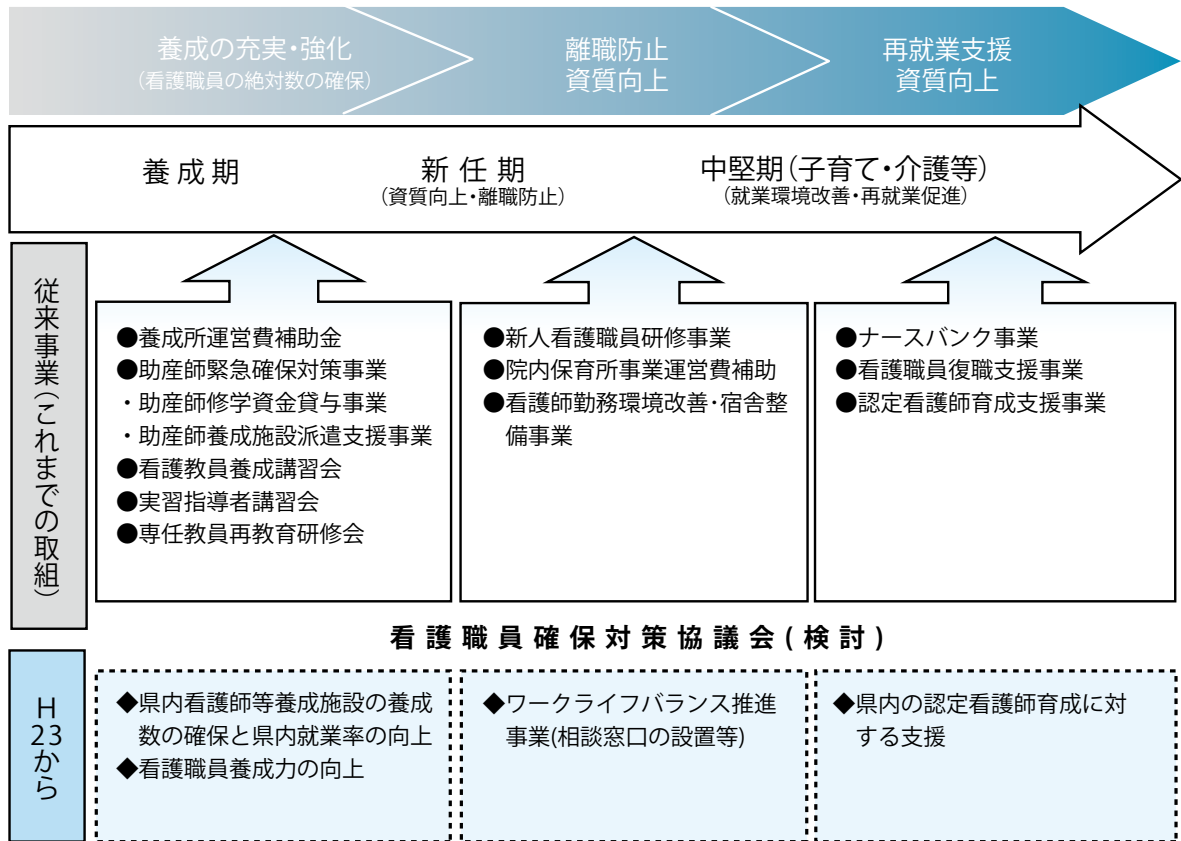 養成の充実・強化
(看護職員の絶対数の確保)
離職防止
資質向上
再就業支援
資質向上
養成期
新任期
(資質向上・離職防止)
中堅期(子育て・介護等)
(就業環境改善・再就業促進)
従来事業(これまでの取組)
●養成所運営費補助金
●助産師緊急確保対策事業
・助産師修学資金貸与事業
・助産師養成施設派遣支援事業
●看護教員養成講習会
●実習指導者講習会
●専任教員再教育研修会
●新人看護職員研修事業
●院内保育所事業運営費補助
●看護師勤務環境改善・宿舎整
備事業
●ナースバンク事業
●看護職員復職支援事業
●認定看護師育成支援事業
看護職員確保対策協議会(検討)
H23から
◆県内看護師等養成施設の養成
数の確保と県内就業率の向上
◆看護職員養成力の向上
◆ワークライフバランス推進
事業(相談窓口の設置等)
◆県内の認定看護師育成に対
する支援